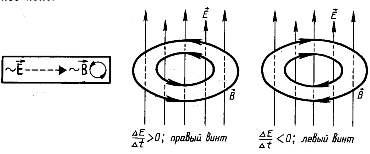 ~E⃗ ----> ~B⃗
E⃗
B⃗
ΔE/Δt > 0; правый винт
E⃗
B⃗
ΔE/Δt < 0; левый винт